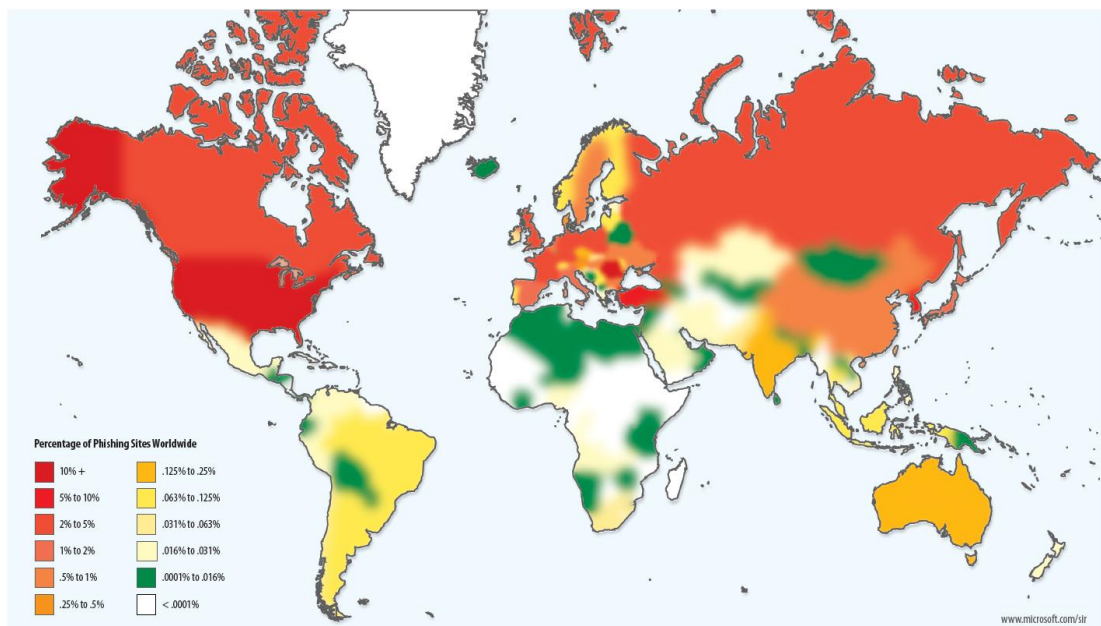 Percentage of Phishing Sites Worldwide
10% +
5% to 10%
2% to 5%
1% to 2%
.5% to 1%
.25% to .5%
.125% to .25%
.063% to .125%
.031% to .063%
.016% to .031%
.0001% to .016%
< .0001%
www.microsoft.com/sir